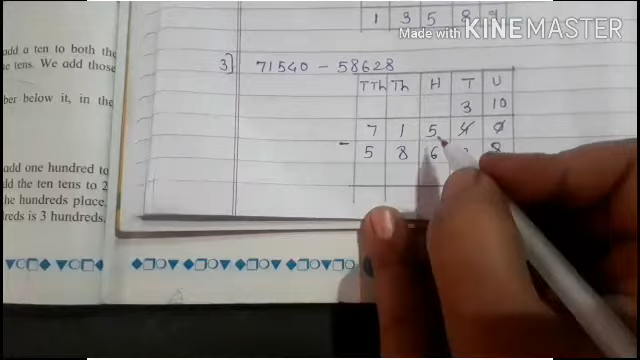 1 3 5 8 9
Made with KINEMASTER
add a ten to both the
tens. We add those
ber below it, in the
add one hundred to
dd the ten tens to 2
the hundreds place.
reds is 3 hundreds.
3] 71540 - 58628
TTh Th H T U
3 10
7 1 5 4 0
- 5 8 6 8